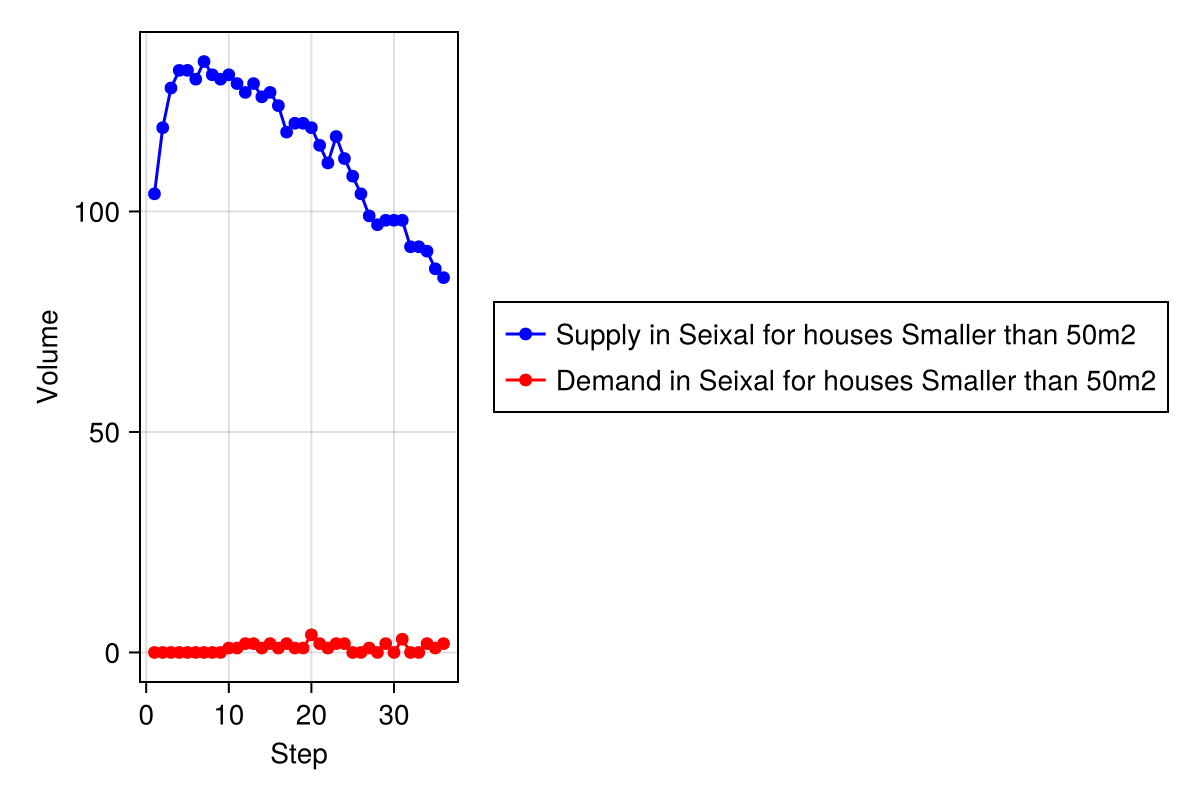 Volume
100
50
0
0 10 20 30
Step
Supply in Seixal for houses Smaller than 50m2
Demand in Seixal for houses Smaller than 50m2